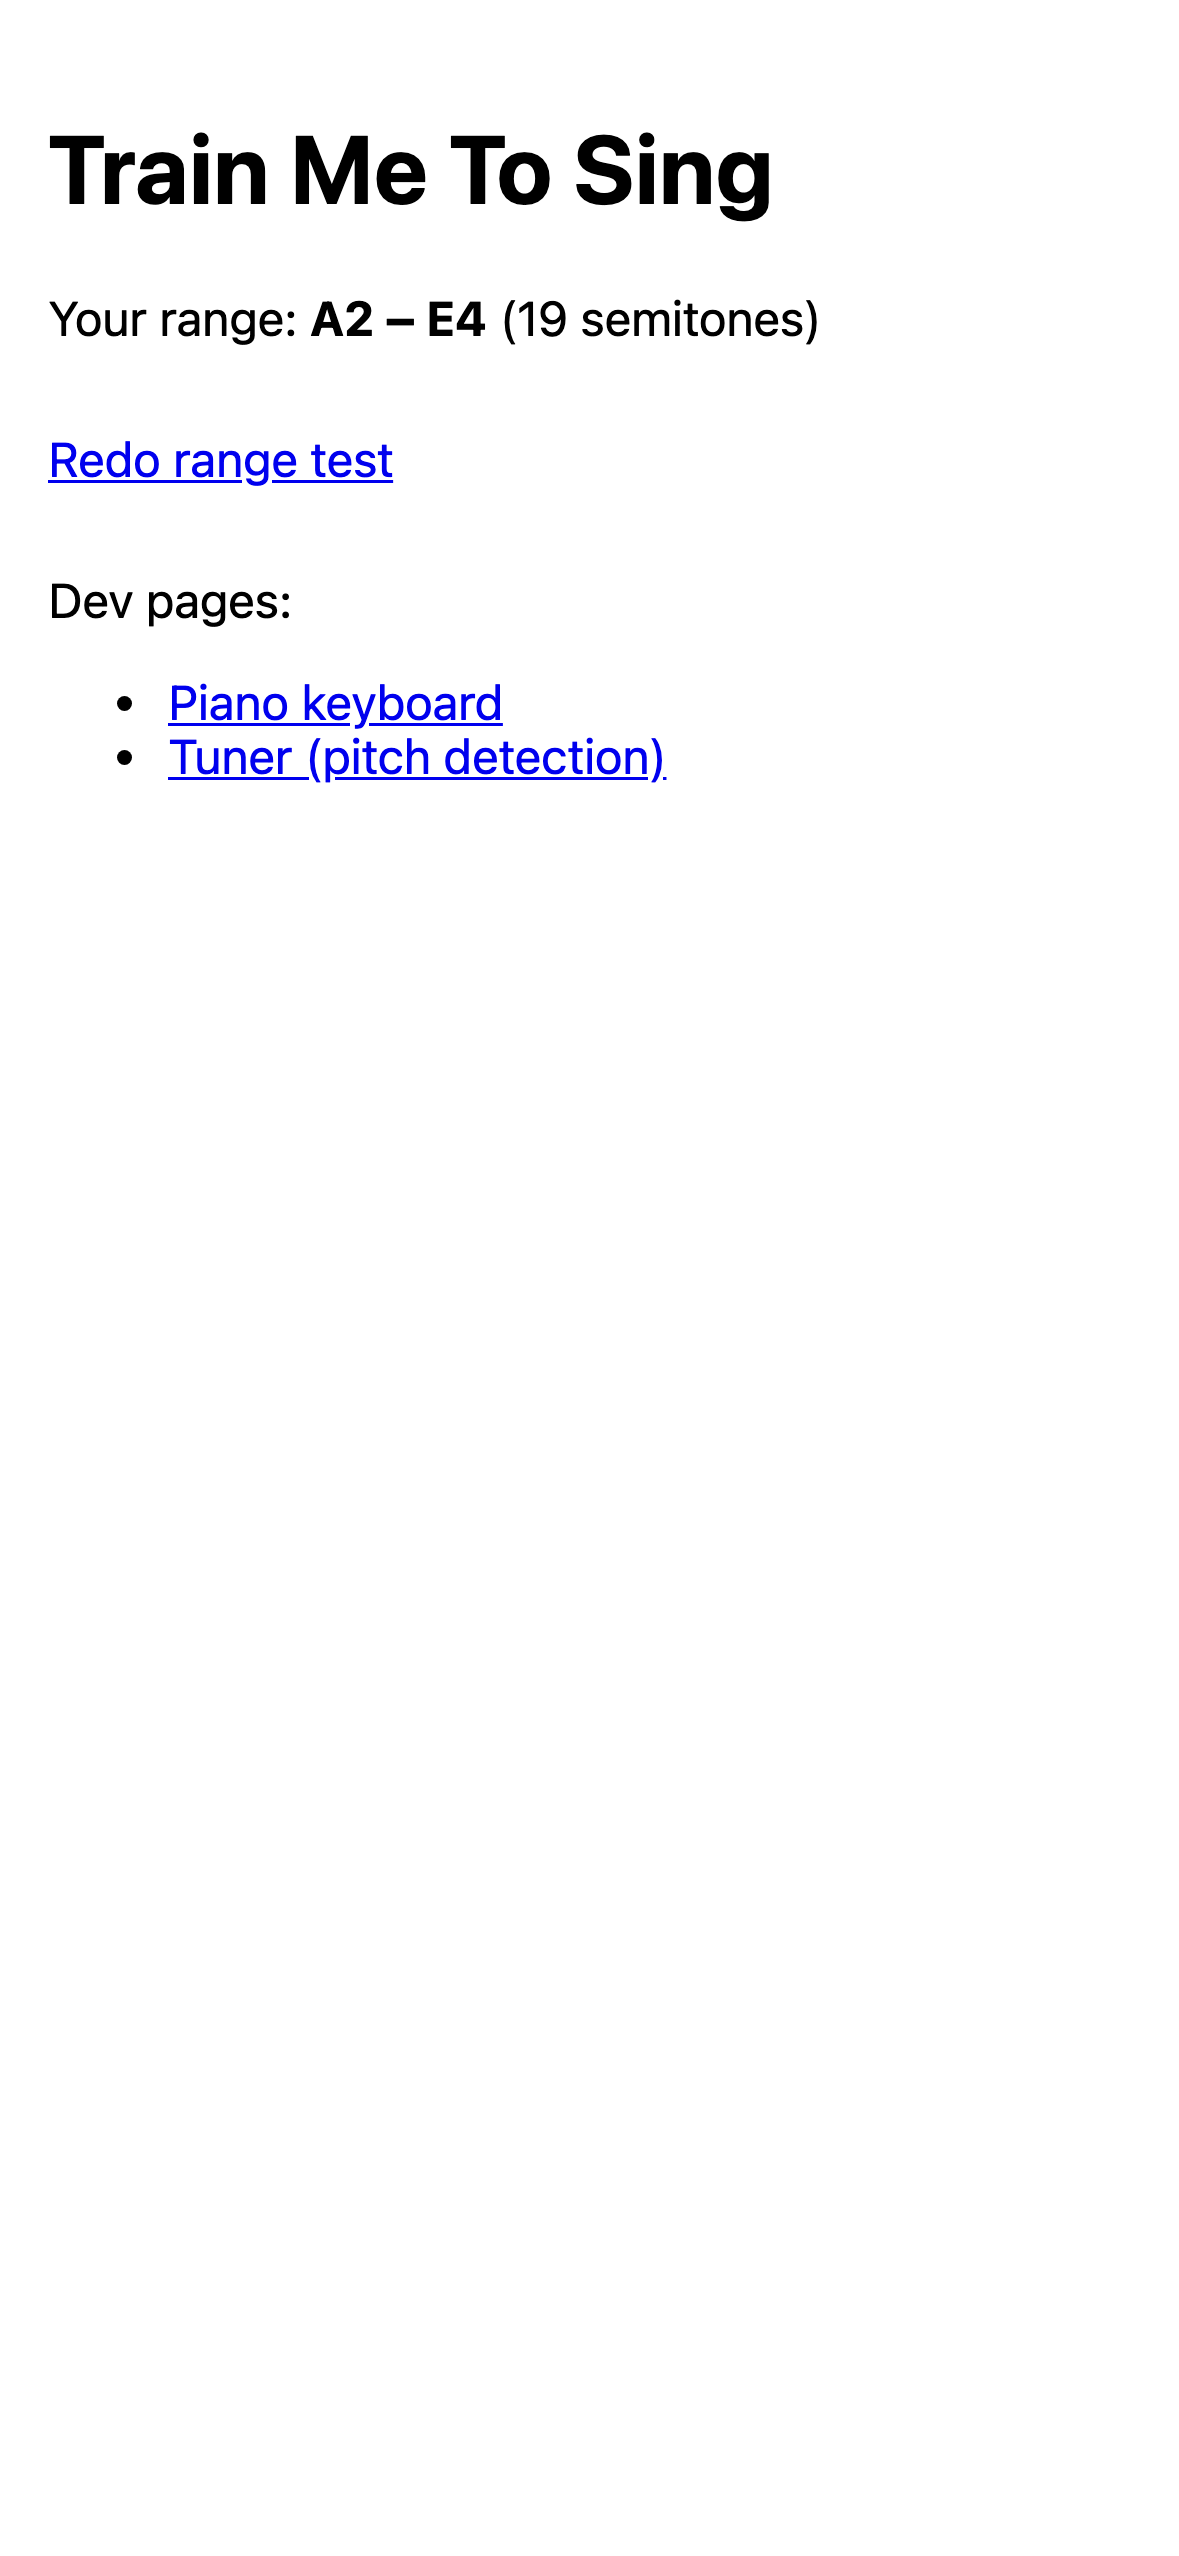 Train Me To Sing
Your range: A2 – E4 (19 semitones)
Redo range test
Dev pages:
• Piano keyboard
• Tuner (pitch detection)